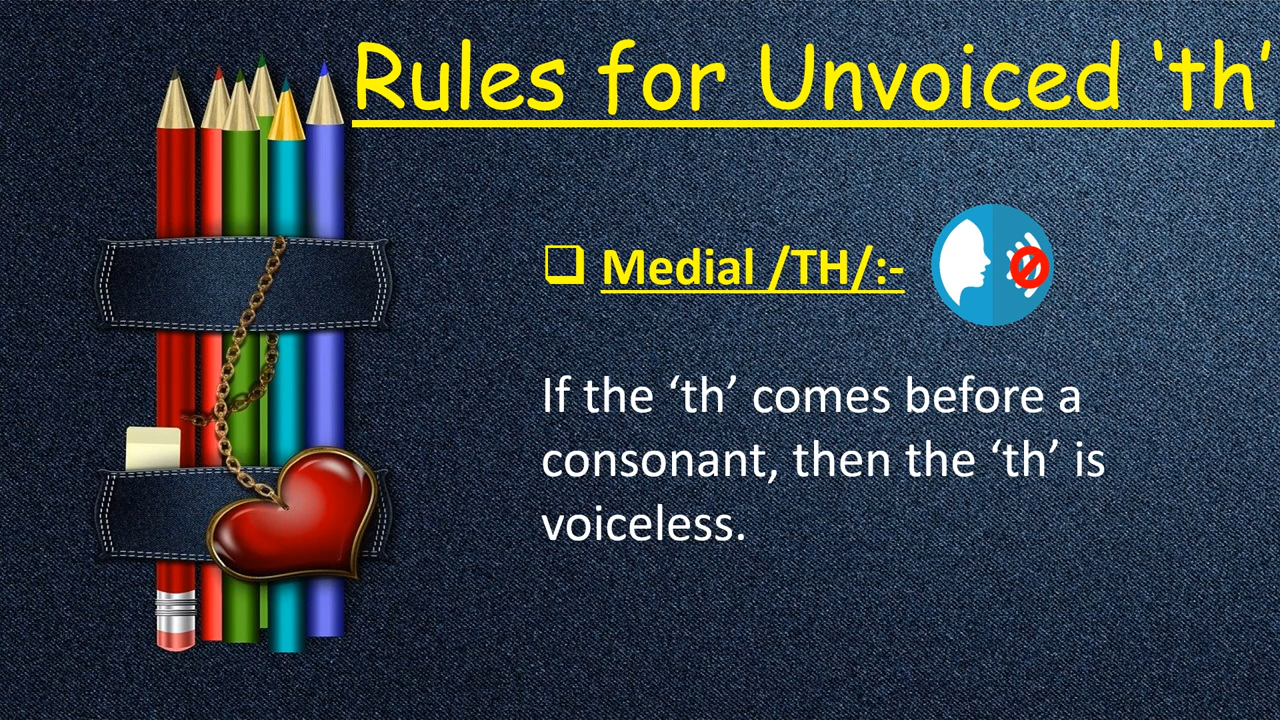 Rules for Unvoiced ‘th’
❑ Medial /TH/:-
If the ‘th’ comes before a
consonant, then the ‘th’ is
voiceless.